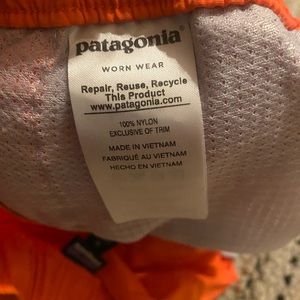 patagonia
WORN WEAR
Repair, Reuse, Recycle
This Product
www.patagonia.com
100% NYLON
EXCLUSIVE OF TRIM
MADE IN VIETNAM
FABRIQUÉ AU VIETNAM
HECHO EN VIETNAM